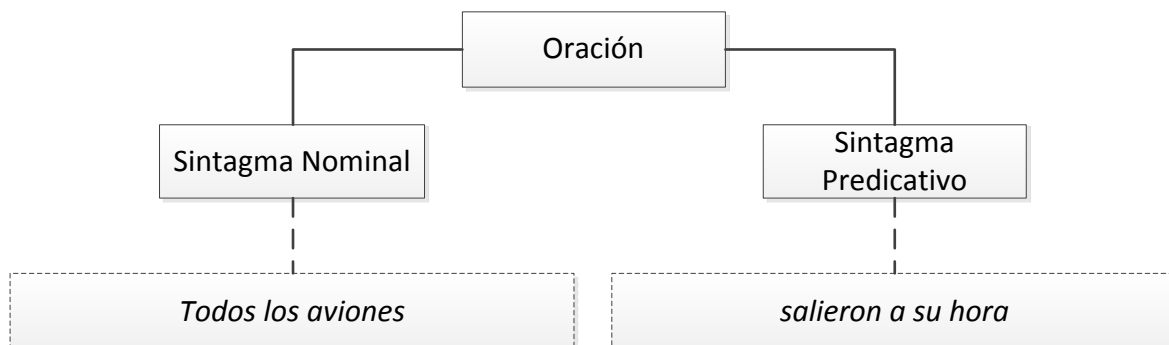 Oración
Sintagma Nominal
Sintagma
Predicativo
Todos los aviones
salieron a su hora